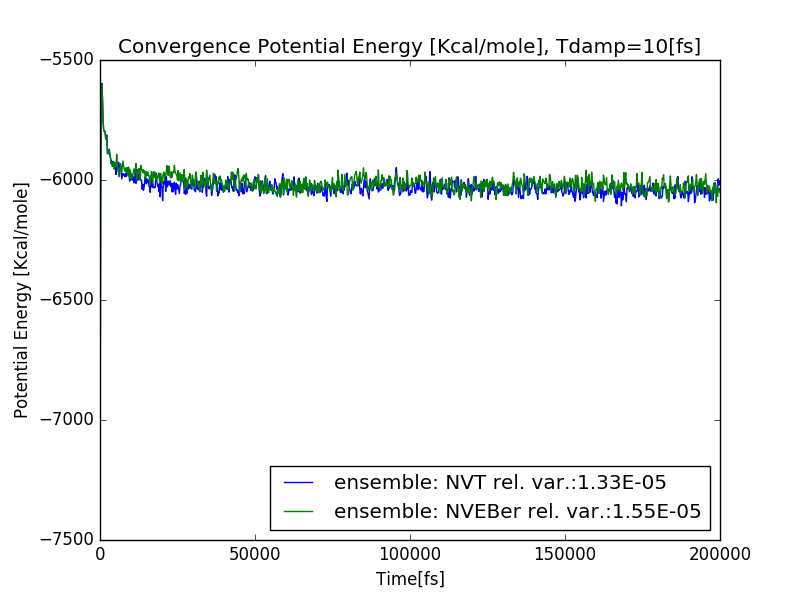 Convergence Potential Energy [Kcal/mole], Tdamp=10[fs]
−5500
−6000
−6500
−7000
−7500
Potential Energy [Kcal/mole]
ensemble: NVT rel. var.:1.33E-05
ensemble: NVEBer rel. var.:1.55E-05
0 50000 100000 150000 200000
Time[fs]